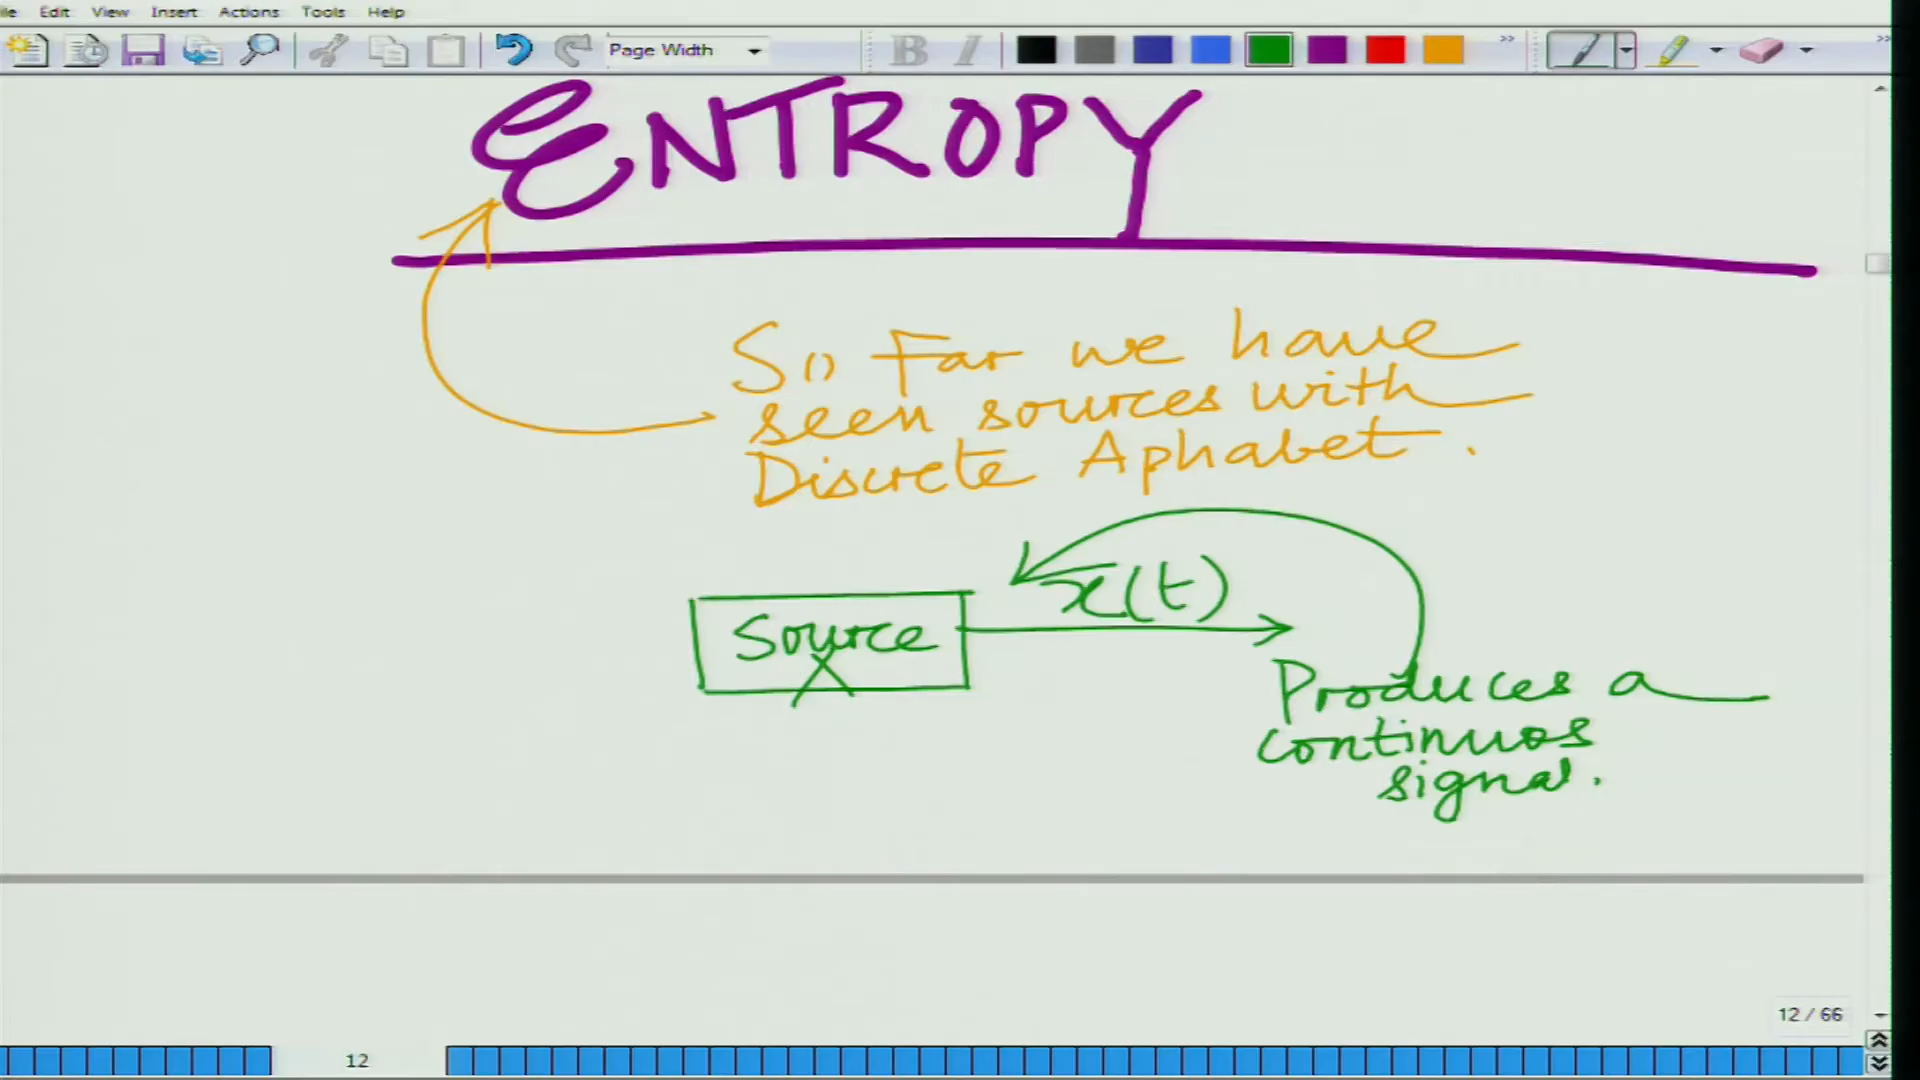 le Edit View Insert Actions Tools Help
Page Width
B I
ENTROPY
So Far we have
seen sources with
Discrete Aphabet.
x(t)
Source
X
Produces a
continuos
signal.
12 / 66
12